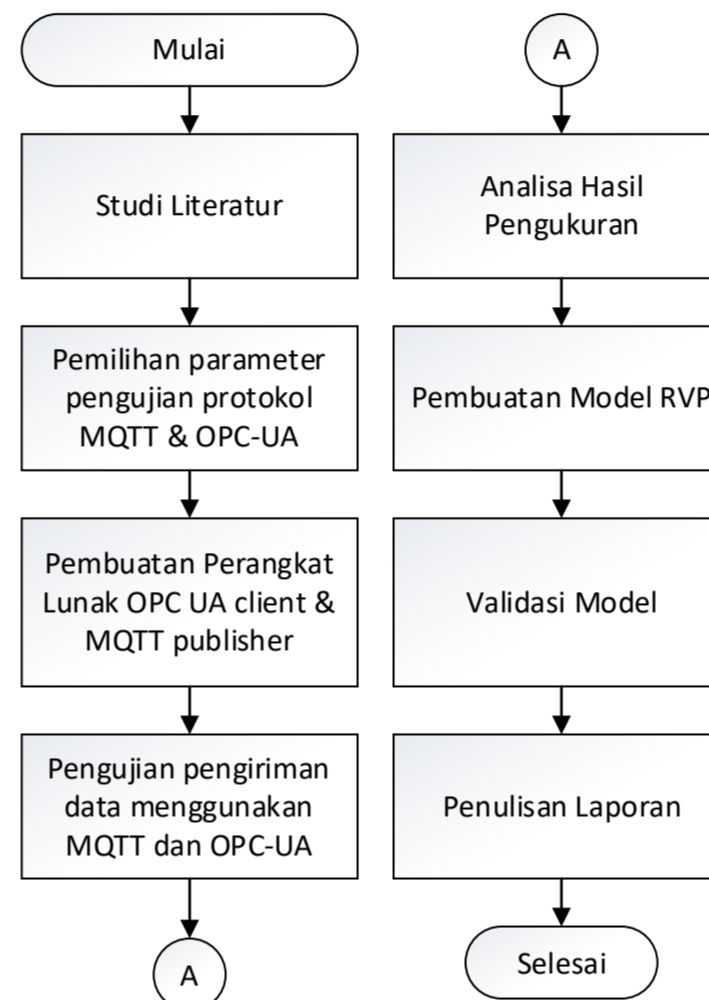 Mulai
Studi Literatur
Pemilihan parameter
pengujian protokol
MQTT & OPC-UA
Pembuatan Perangkat
Lunak OPC UA client &
MQTT publisher
Pengujian pengiriman
data menggunakan
MQTT dan OPC-UA
A
A
Analisa Hasil
Pengukuran
Pembuatan Model RVP
Validasi Model
Penulisan Laporan
Selesai